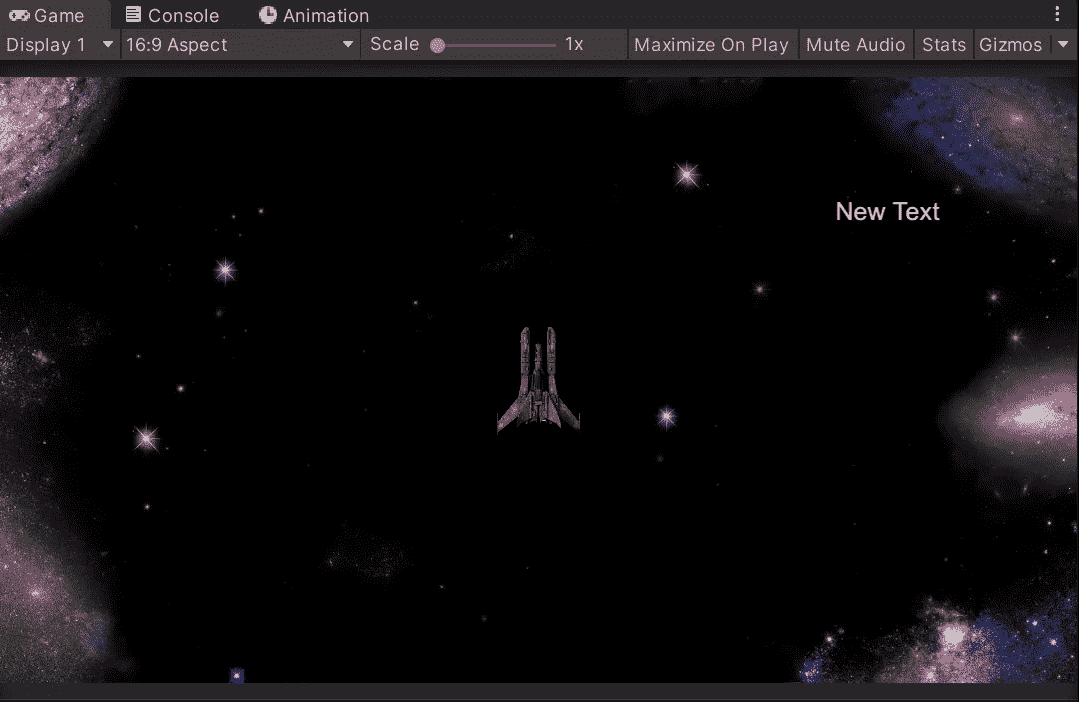 Game Console Animation
Display 1 16:9 Aspect Scale 1x Maximize On Play Mute Audio Stats Gizmos
New Text